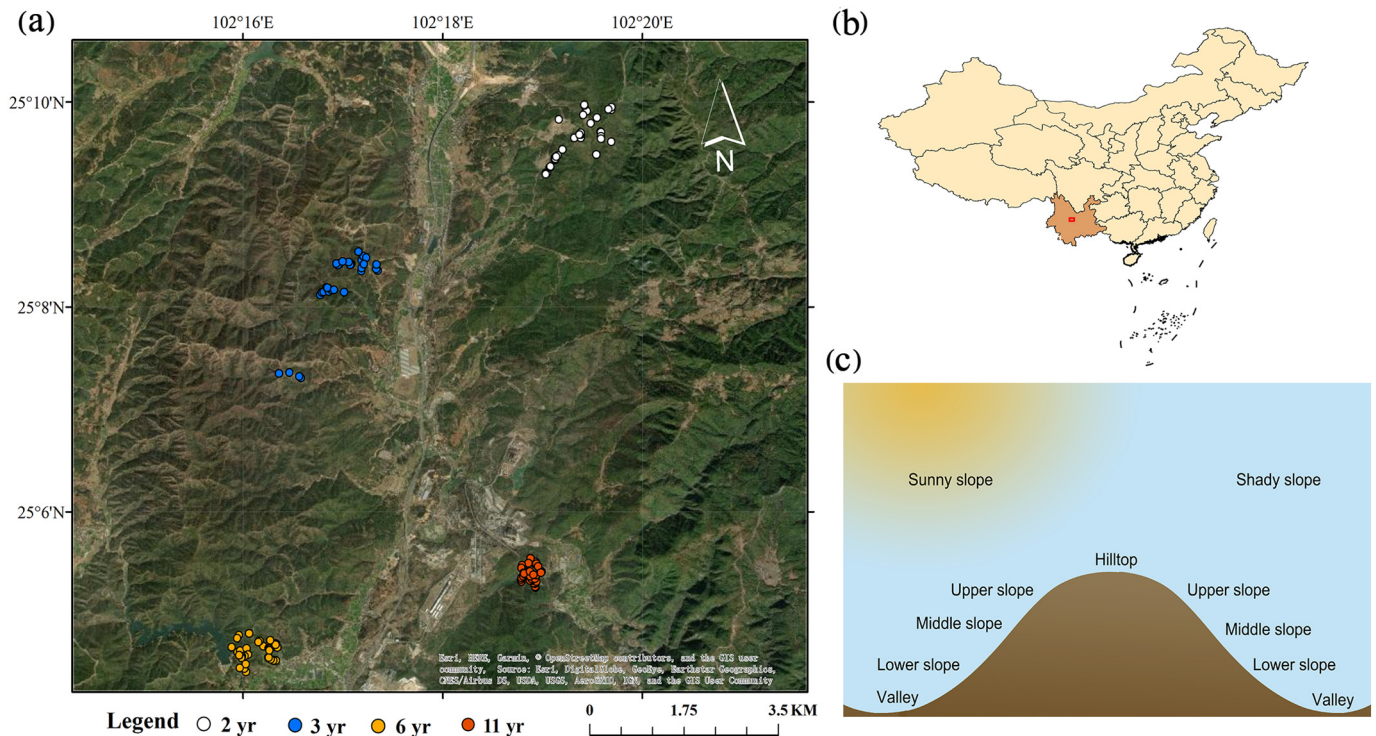 (a)
102°16'E 102°18'E 102°20'E
25°10'N
25°8'N
25°6'N
N
Esri, HERE, Garmin, © OpenStreetMap contributors, and the GIS user
community, Source: Esri, DigitalGlobe, GeoEye, Earthstar Geographics,
CNES/Airbus DS, USDA, USGS, AeroGRID, IGN, and the GIS User Community
Legend 2 yr 3 yr 6 yr 11 yr
0 1.75 3.5 KM
(b)
(c)
Sunny slope Shady slope
Hilltop
Upper slope Upper slope
Middle slope Middle slope
Lower slope Lower slope
Valley Valley